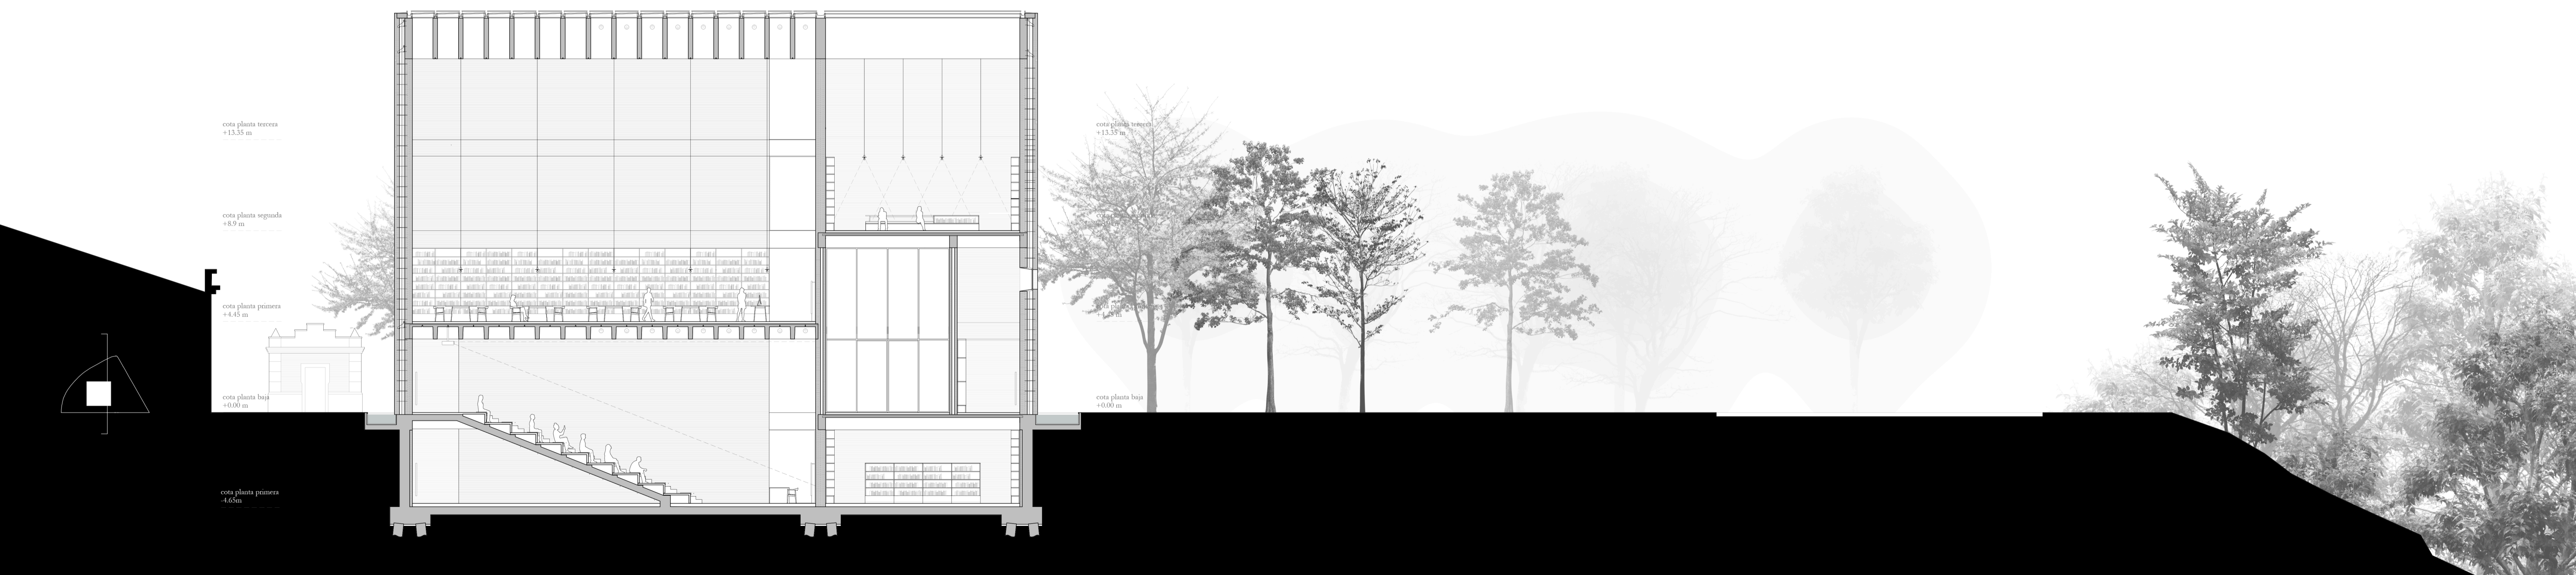 cota planta tercera
+13.35 m
cota planta segunda
+8.9 m
cota planta primera
+4.45 m
cota planta baja
+0.00 m
cota planta primera
-4.65m
cota planta tercera
+13.35 m
cota planta baja
+0.00 m